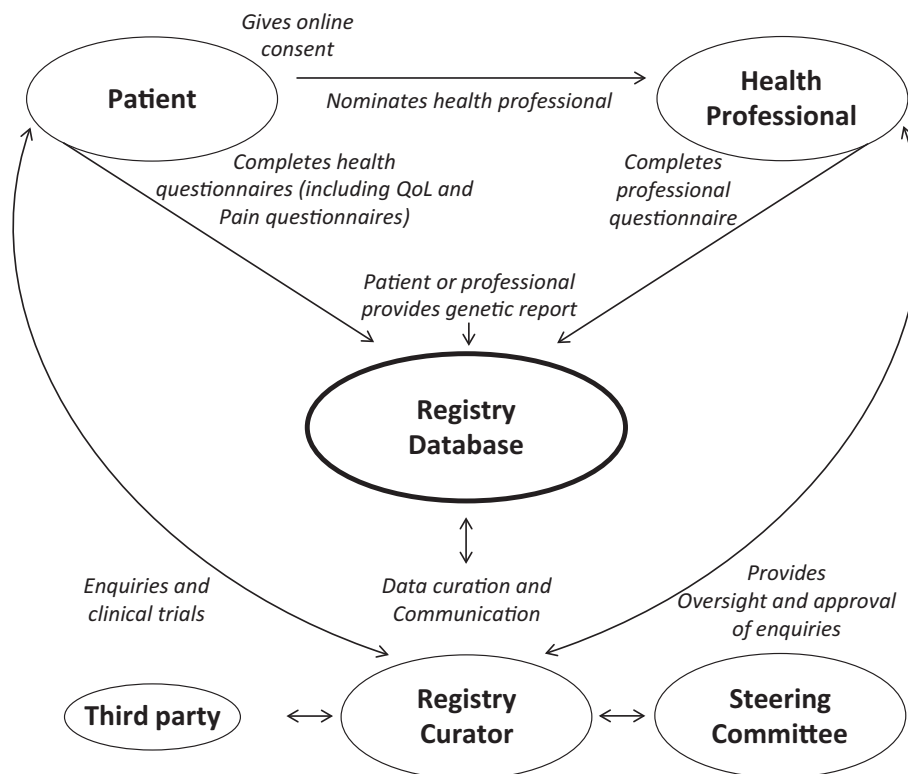 Gives online
consent
Patient
Nominates health professional
Health
Professional
Completes health
questionnaires (including QoL and
Pain questionnaires)
Completes
professional
questionnaire
Patient or professional
provides genetic report
Registry
Database
Enquiries and
clinical trials
Data curation and
Communication
Provides
Oversight and approval
of enquiries
Third party
Registry
Curator
Steering
Committee